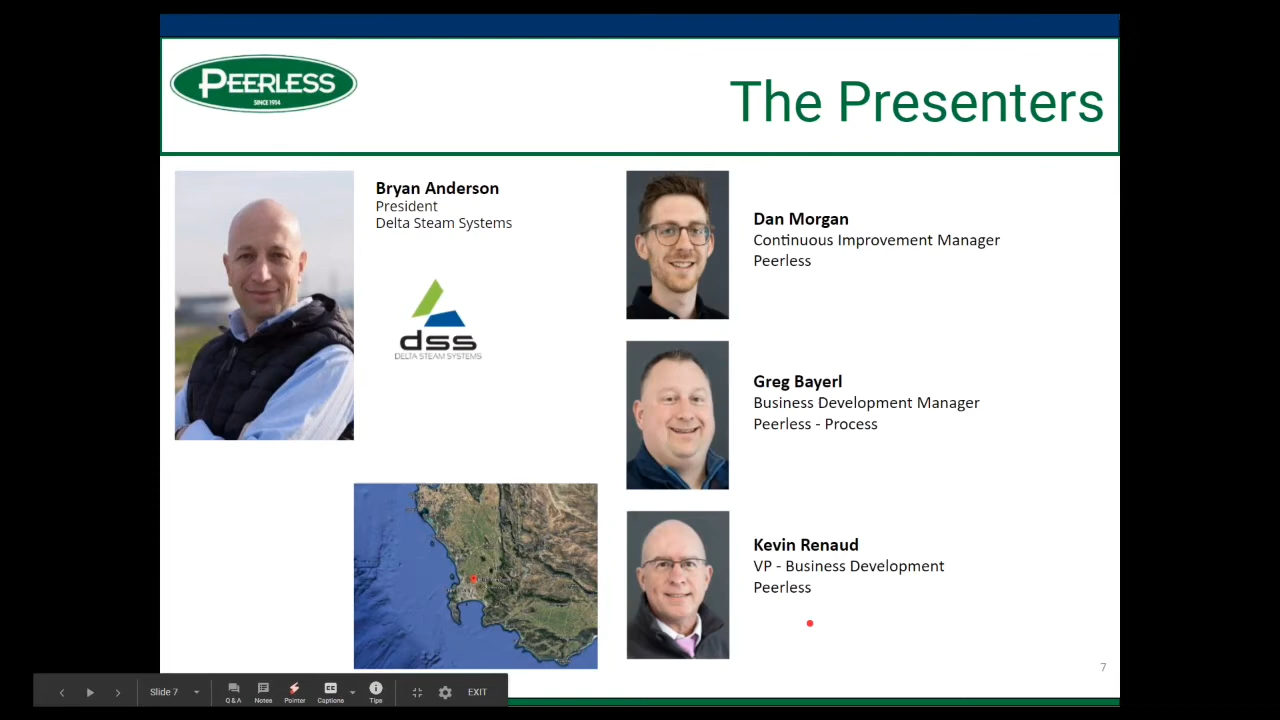 PEERLESS
SINCE 1914
The Presenters
Bryan Anderson
President
Delta Steam Systems
dss
DELTA STEAM SYSTEMS
Dan Morgan
Continuous Improvement Manager
Peerless
Greg Bayerl
Business Development Manager
Peerless - Process
Kevin Renaud
VP - Business Development
Peerless
7
Slide 7
Q & A
Notes
Pointer
CC
Captions
Tips
EXIT